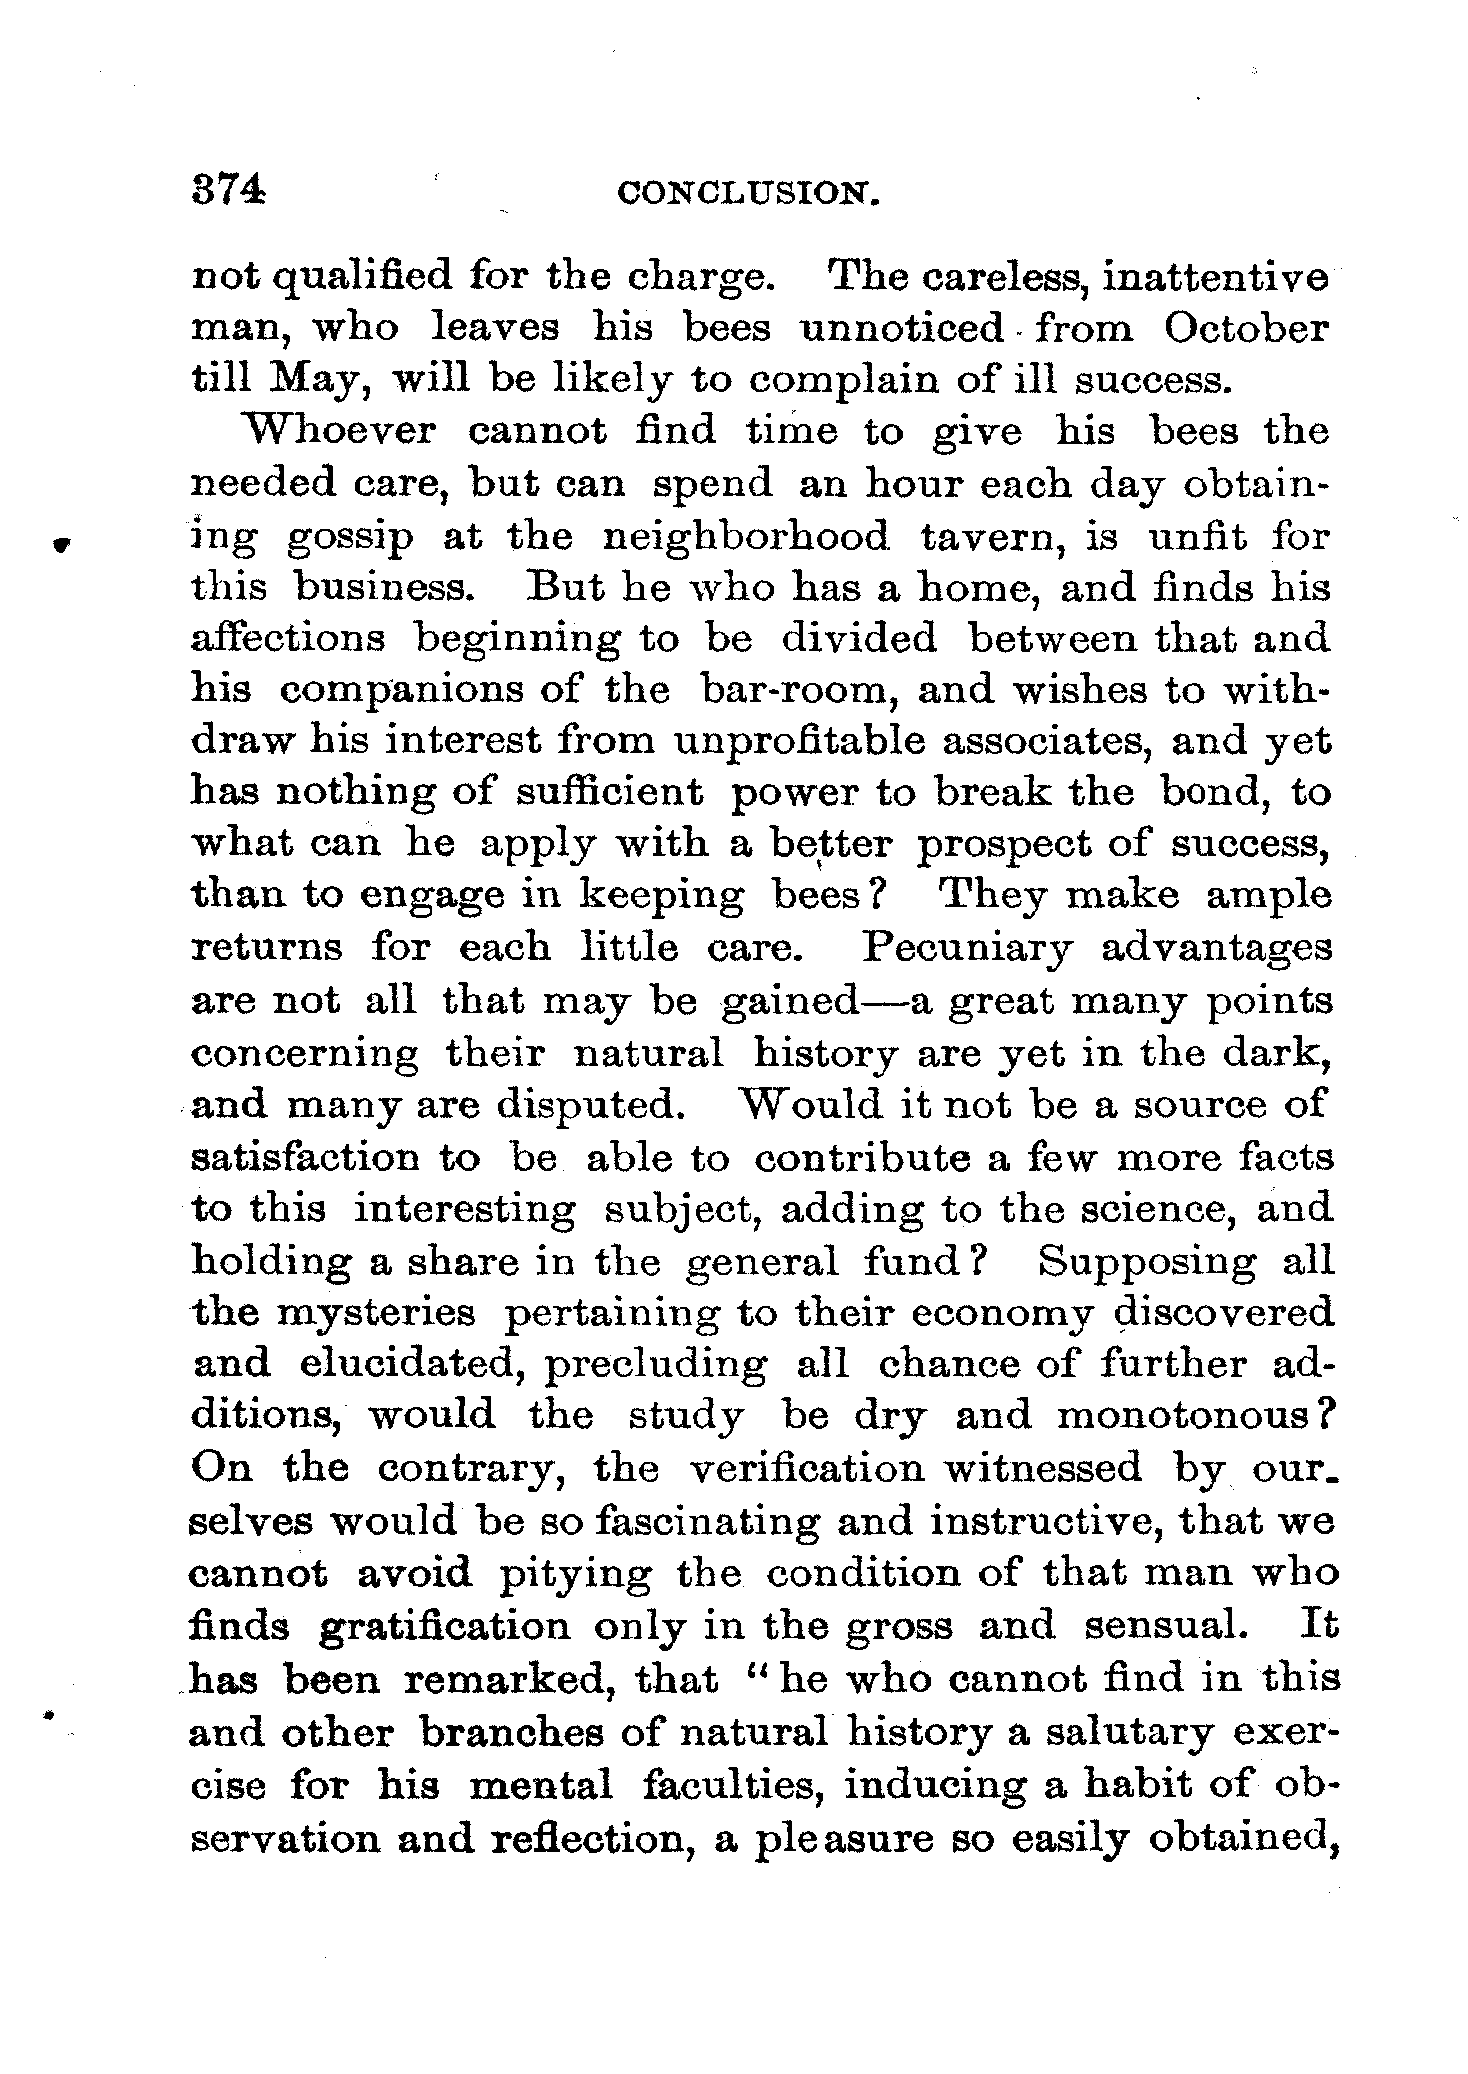 374 CONCLUSION.
not qualified for the charge. The careless, inattentive
man, who leaves his bees unnoticed from October
till May, will be likely to complain of ill success.
Whoever cannot find time to give his bees the
needed care, but can spend an hour each day obtain-
ing gossip at the neighborhood tavern, is unfit for
this business. But he who has a home, and finds his
affections beginning to be divided between that and
his companions of the bar-room, and wishes to with-
draw his interest from unprofitable associates, and yet
has nothing of sufficient power to break the bond, to
what can he apply with a better prospect of success,
than to engage in keeping bees? They make ample
returns for each little care. Pecuniary advantages
are not all that may be gained—a great many points
concerning their natural history are yet in the dark,
and many are disputed. Would it not be a source of
satisfaction to be able to contribute a few more facts
to this interesting subject, adding to the science, and
holding a share in the general fund? Supposing all
the mysteries pertaining to their economy discovered
and elucidated, precluding all chance of further ad-
ditions, would the study be dry and monotonous?
On the contrary, the verification witnessed by our-
selves would be so fascinating and instructive, that we
cannot avoid pitying the condition of that man who
finds gratification only in the gross and sensual. It
has been remarked, that "he who cannot find in this
and other branches of natural history a salutary exer-
cise for his mental faculties, inducing a habit of ob-
servation and reflection, a pleasure so easily obtained,